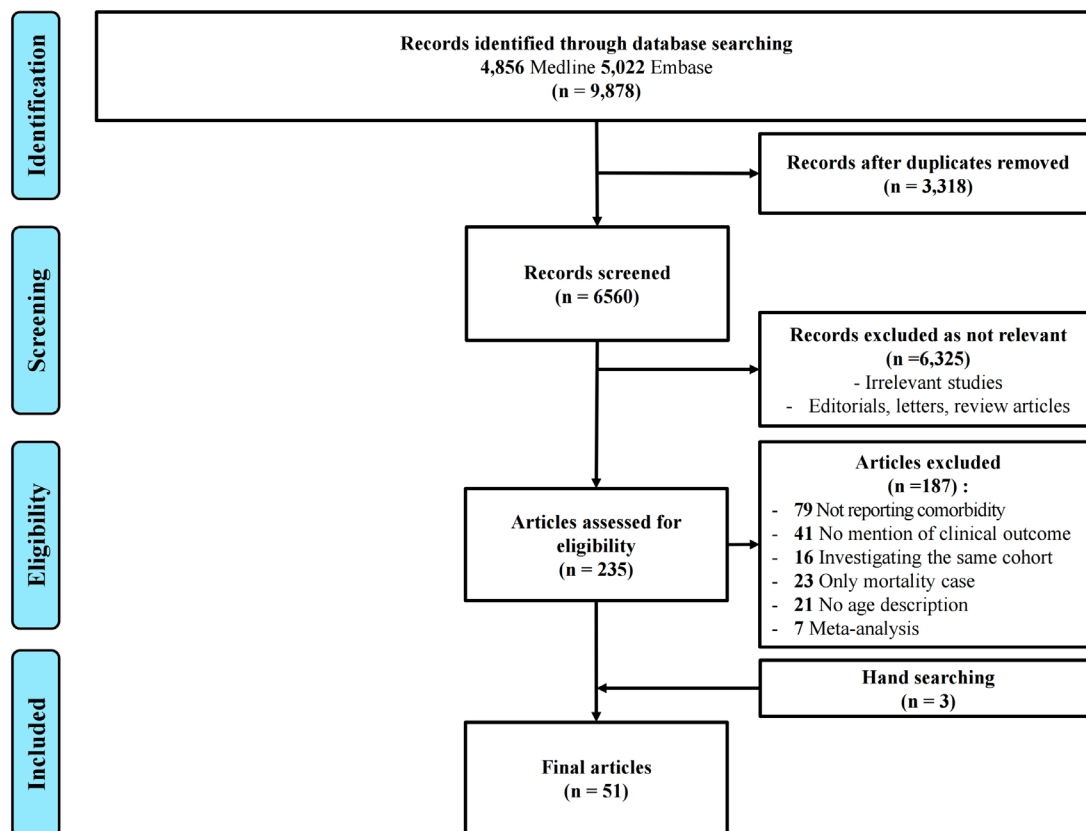 Identification
Records identified through database searching
4,856 Medline 5,022 Embase
(n = 9,878)
Records after duplicates removed
(n = 3,318)
Screening
Records screened
(n = 6560)
Records excluded as not relevant
(n =6,325)
- Irrelevant studies
- Editorials, letters, review articles
Eligibility
Articles assessed for
eligibility
(n = 235)
Articles excluded
(n =187) :
- 79 Not reporting comorbidity
- 41 No mention of clinical outcome
- 16 Investigating the same cohort
- 23 Only mortality case
- 21 No age description
- 7 Meta-analysis
Included
Hand searching
(n = 3)
Final articles
(n = 51)